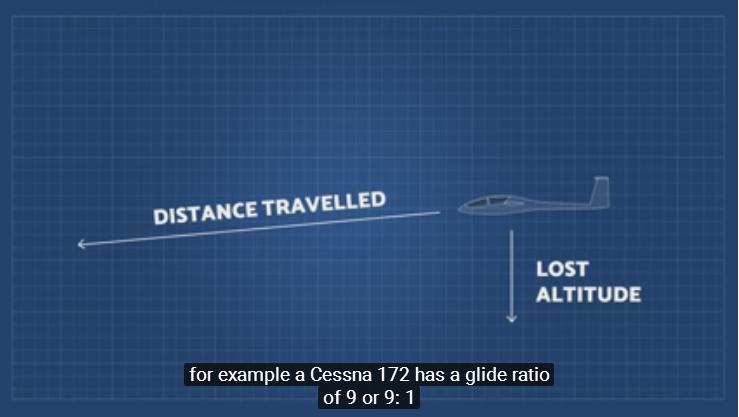 DISTANCE TRAVELLED
LOST
ALTITUDE
for example a Cessna 172 has a glide ratio
of 9 or 9: 1